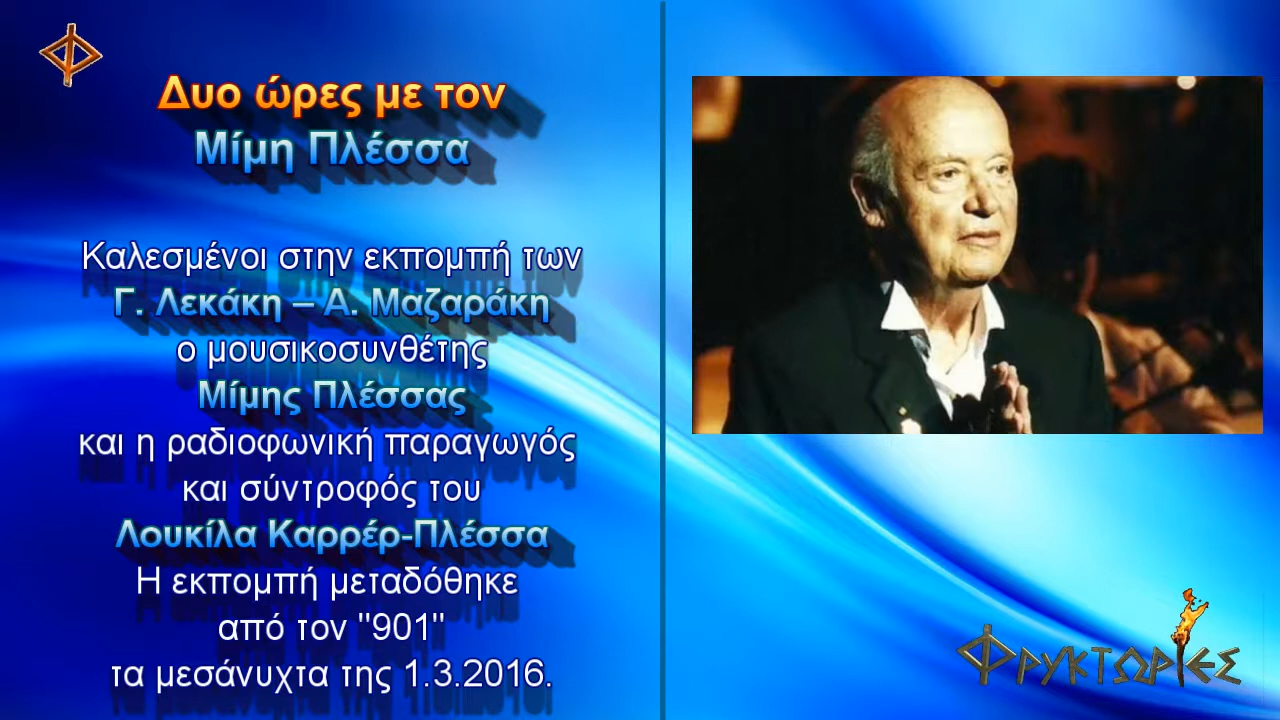 Δυο ώρες με τον
Μίμη Πλέσσα
Καλεσμένοι στην εκπομπή των
Γ. Λεκάκη – Α. Μαζαράκη
ο μουσικοσυνθέτης
Μίμης Πλέσσας
και η ραδιοφωνική παραγωγός
και σύντροφός του
Λουκίλα Καρρέρ-Πλέσσα
Η εκπομπή μεταδόθηκε
από τον "901"
τα μεσάνυχτα της 1.3.2016.
Φ
ΦΡΥΚΤΩΡΙΕΣ